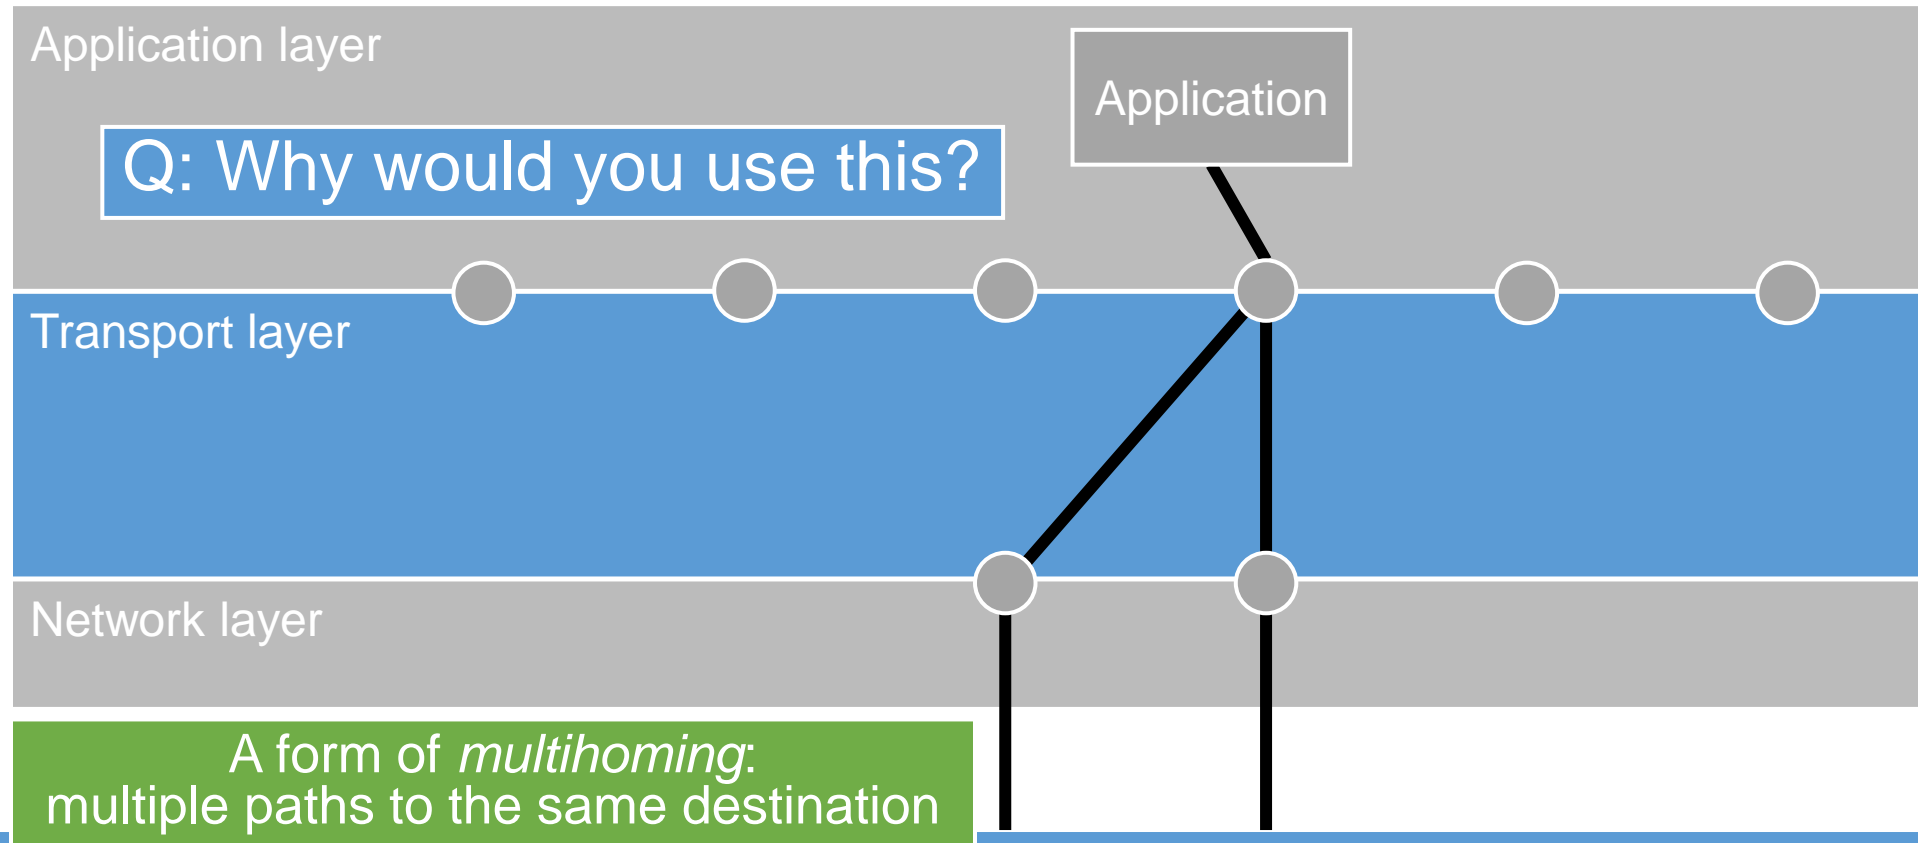 Application layer
Application
Q: Why would you use this?
Transport layer
Network layer
A form of multihoming:
multiple paths to the same destination